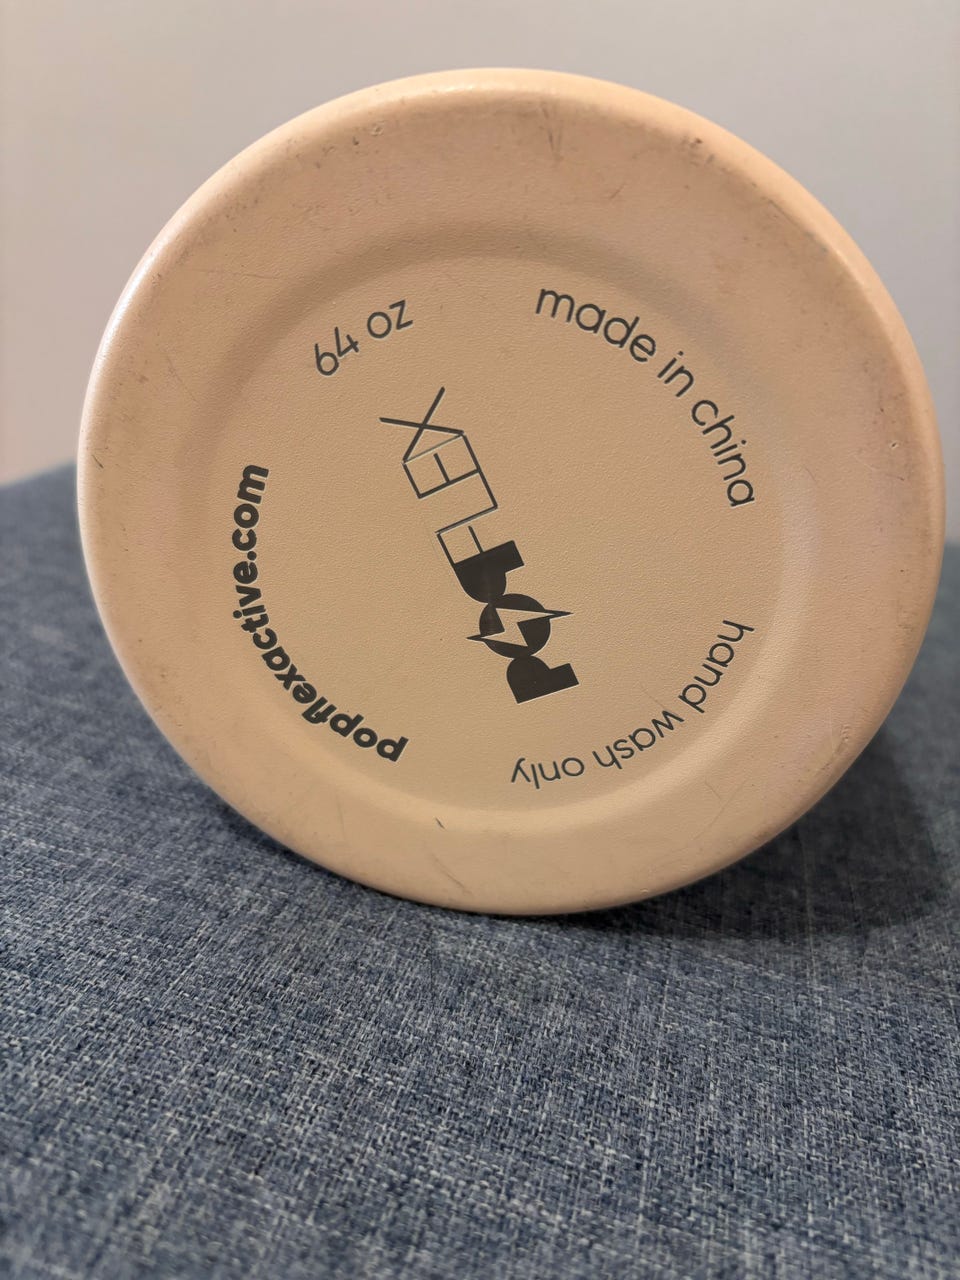 64 oz
made in china
hand wash only
popflexactive.com
POPFLEX